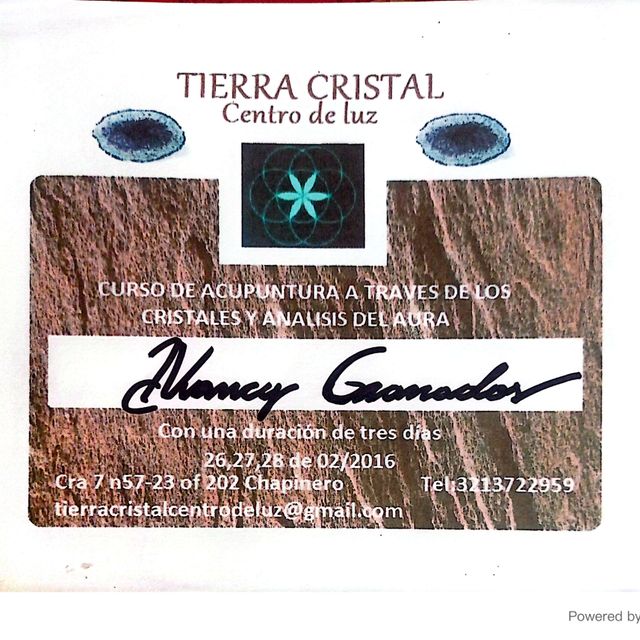 TIERRA CRISTAL
Centro de luz
CURSO DE ACUPUNTURA A TRAVES DE LOS
CRISTALES Y ANALISIS DEL AURA
Nancy Granados
Con una duración de tres días
26,27,28 de 02/2016
Cra 7 n57-23 of 202 Chapinero Tel:3213722959
tierracristalcentrodeluz@gmail.com
Powered by